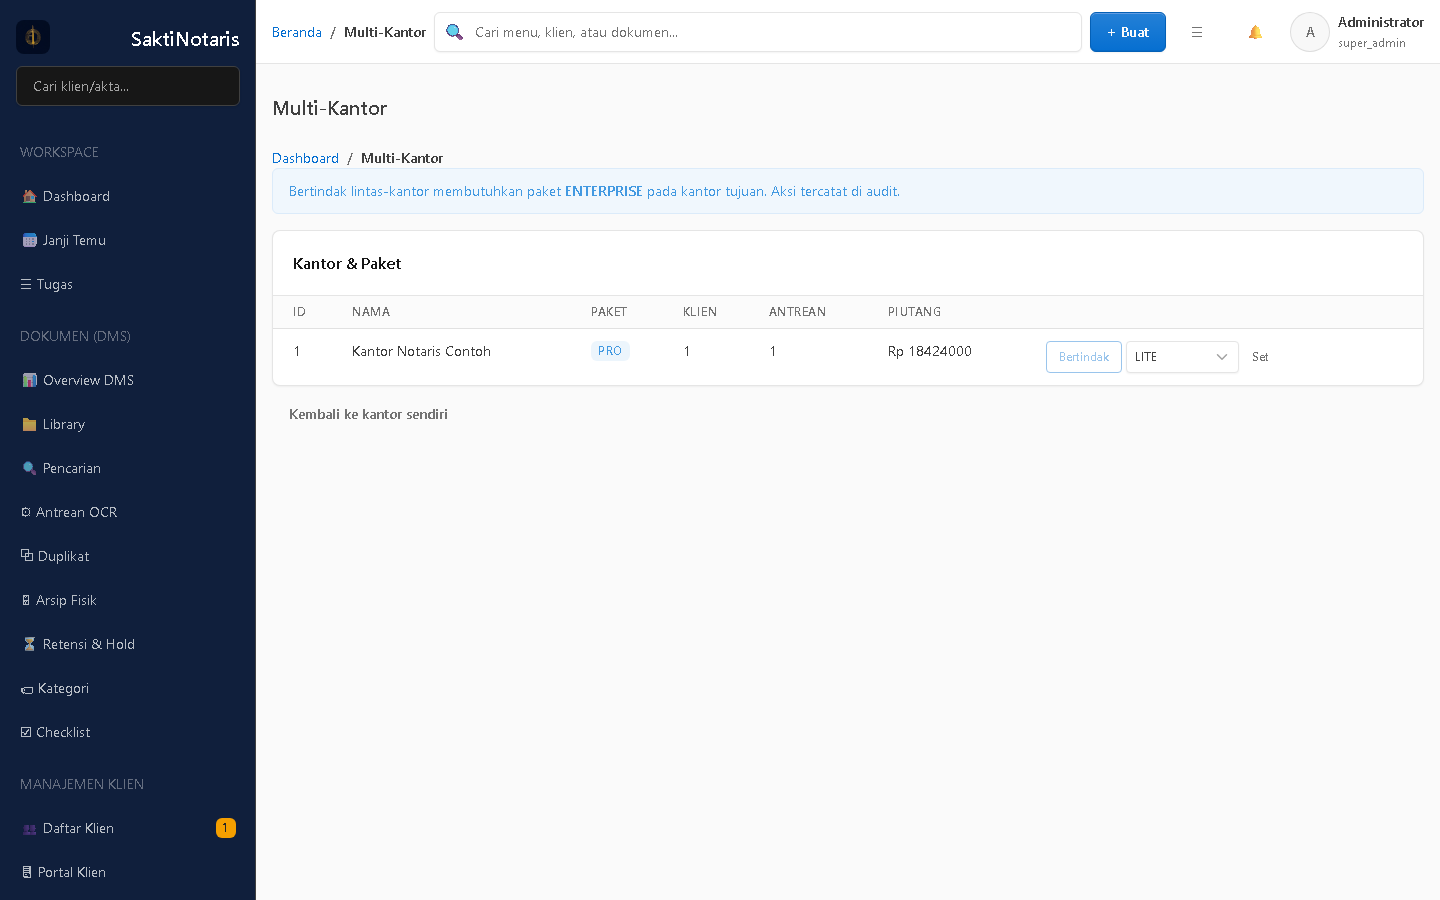 SaktiNotaris
Cari klien/akta...
WORKSPACE
Dashboard
Janji Temu
Tugas
DOKUMEN (DMS)
Overview DMS
Library
Pencarian
Antrean OCR
Duplikat
Arsip Fisik
Retensi & Hold
Kategori
Checklist
MANAJEMEN KLIEN
Daftar Klien 1
Portal Klien
Beranda / Multi-Kantor
Cari menu, klien, atau dokumen...
+ Buat
A
Administrator
super_admin
Multi-Kantor
Dashboard / Multi-Kantor
Bertindak lintas-kantor membutuhkan paket ENTERPRISE pada kantor tujuan. Aksi tercatat di audit.
Kantor & Paket
ID NAMA PAKET KLIEN ANTREAN PIUTANG
1 Kantor Notaris Contoh PRO 1 1 Rp 18424000 Bertindak LITE Set
Kembali ke kantor sendiri